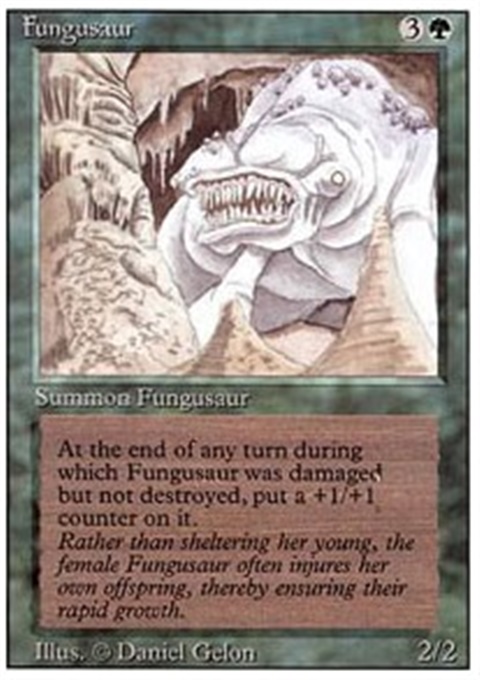 Fungusaur 3
Summon Fungusaur
At the end of any turn during
which Fungusaur was damaged
but not destroyed, put a +1/+1
counter on it.
Rather than sheltering her young, the
female Fungusaur often injures her
own offspring, thereby ensuring their
rapid growth.
Illus. © Daniel Gelon 2/2